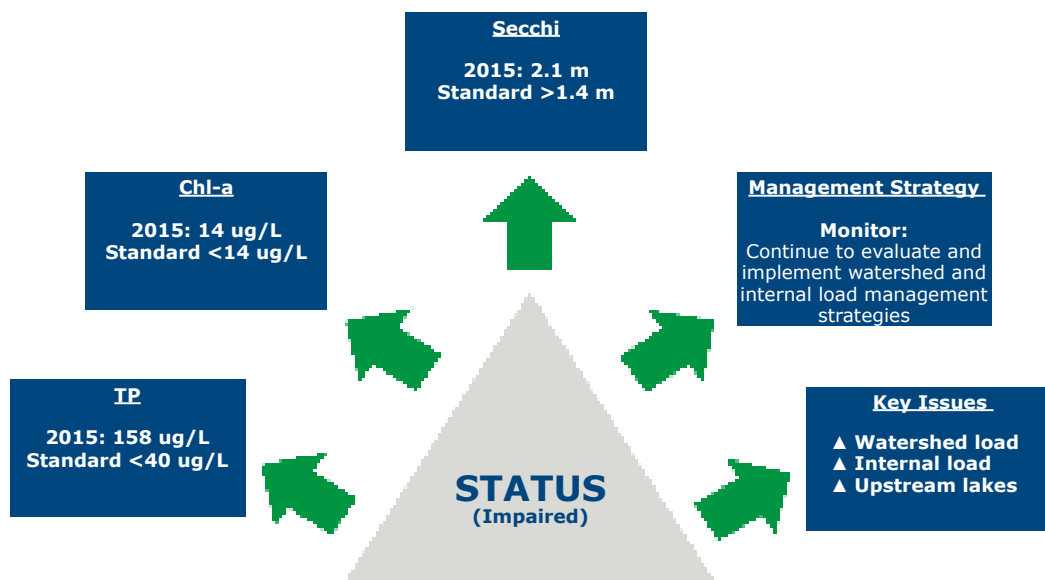 Secchi
2015: 2.1 m
Standard >1.4 m
Chl-a
2015: 14 ug/L
Standard <14 ug/L
Management Strategy
Monitor:
Continue to evaluate and
implement watershed and
internal load management
strategies
TP
2015: 158 ug/L
Standard <40 ug/L
Key Issues
▲ Watershed load
▲ Internal load
▲ Upstream lakes
STATUS
(Impaired)